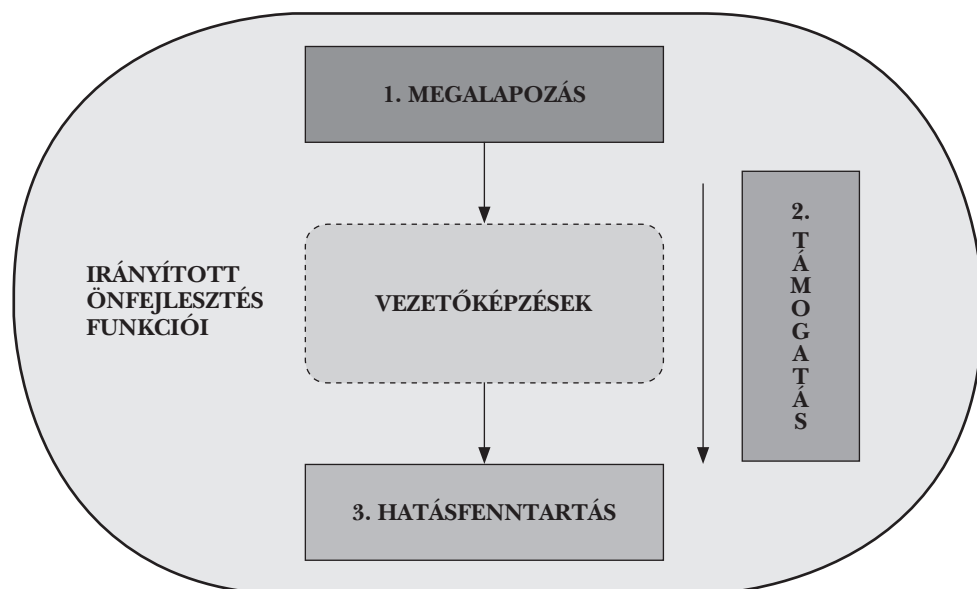 1. MEGALAPOZÁS
IRÁNYÍTOTT
ÖNFEJLESZTÉS
FUNKCIÓI
VEZETŐKÉPZÉSEK
2.
T
Á
M
O
G
A
T
Á
S
3. HATÁSFENNTARTÁS